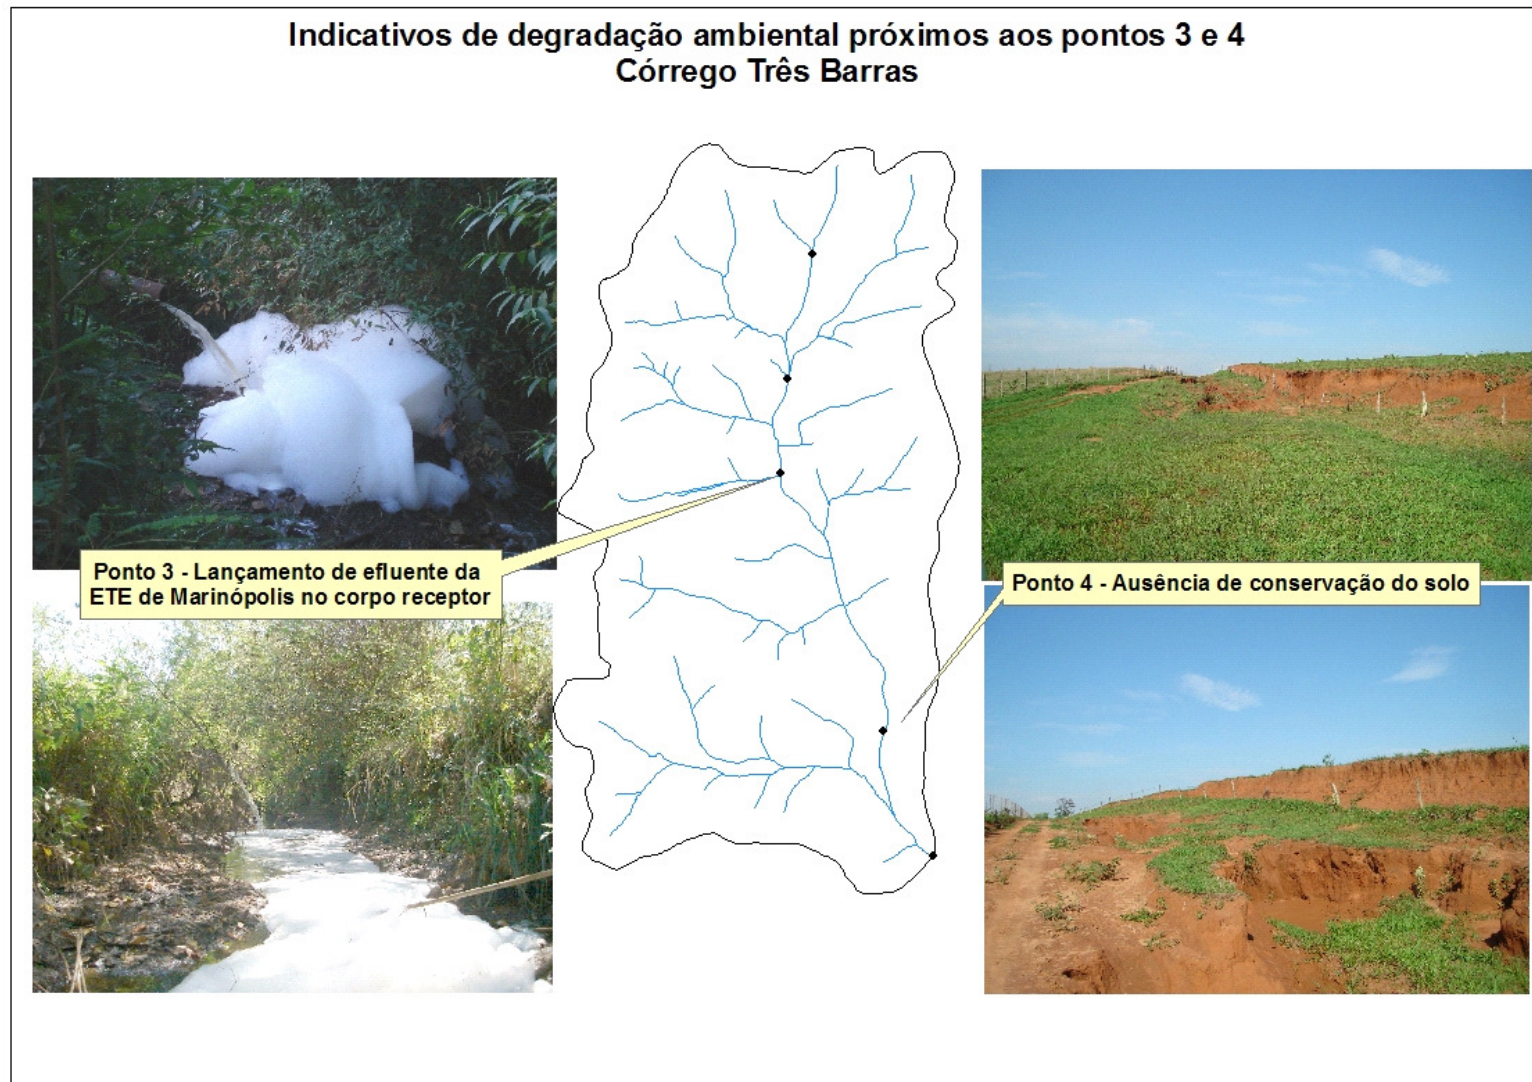 Indicativos de degradação ambiental próximos aos pontos 3 e 4
Córrego Três Barras
Ponto 3 - Lançamento de efluente da
ETE de Marinópolis no corpo receptor
Ponto 4 - Ausência de conservação do solo